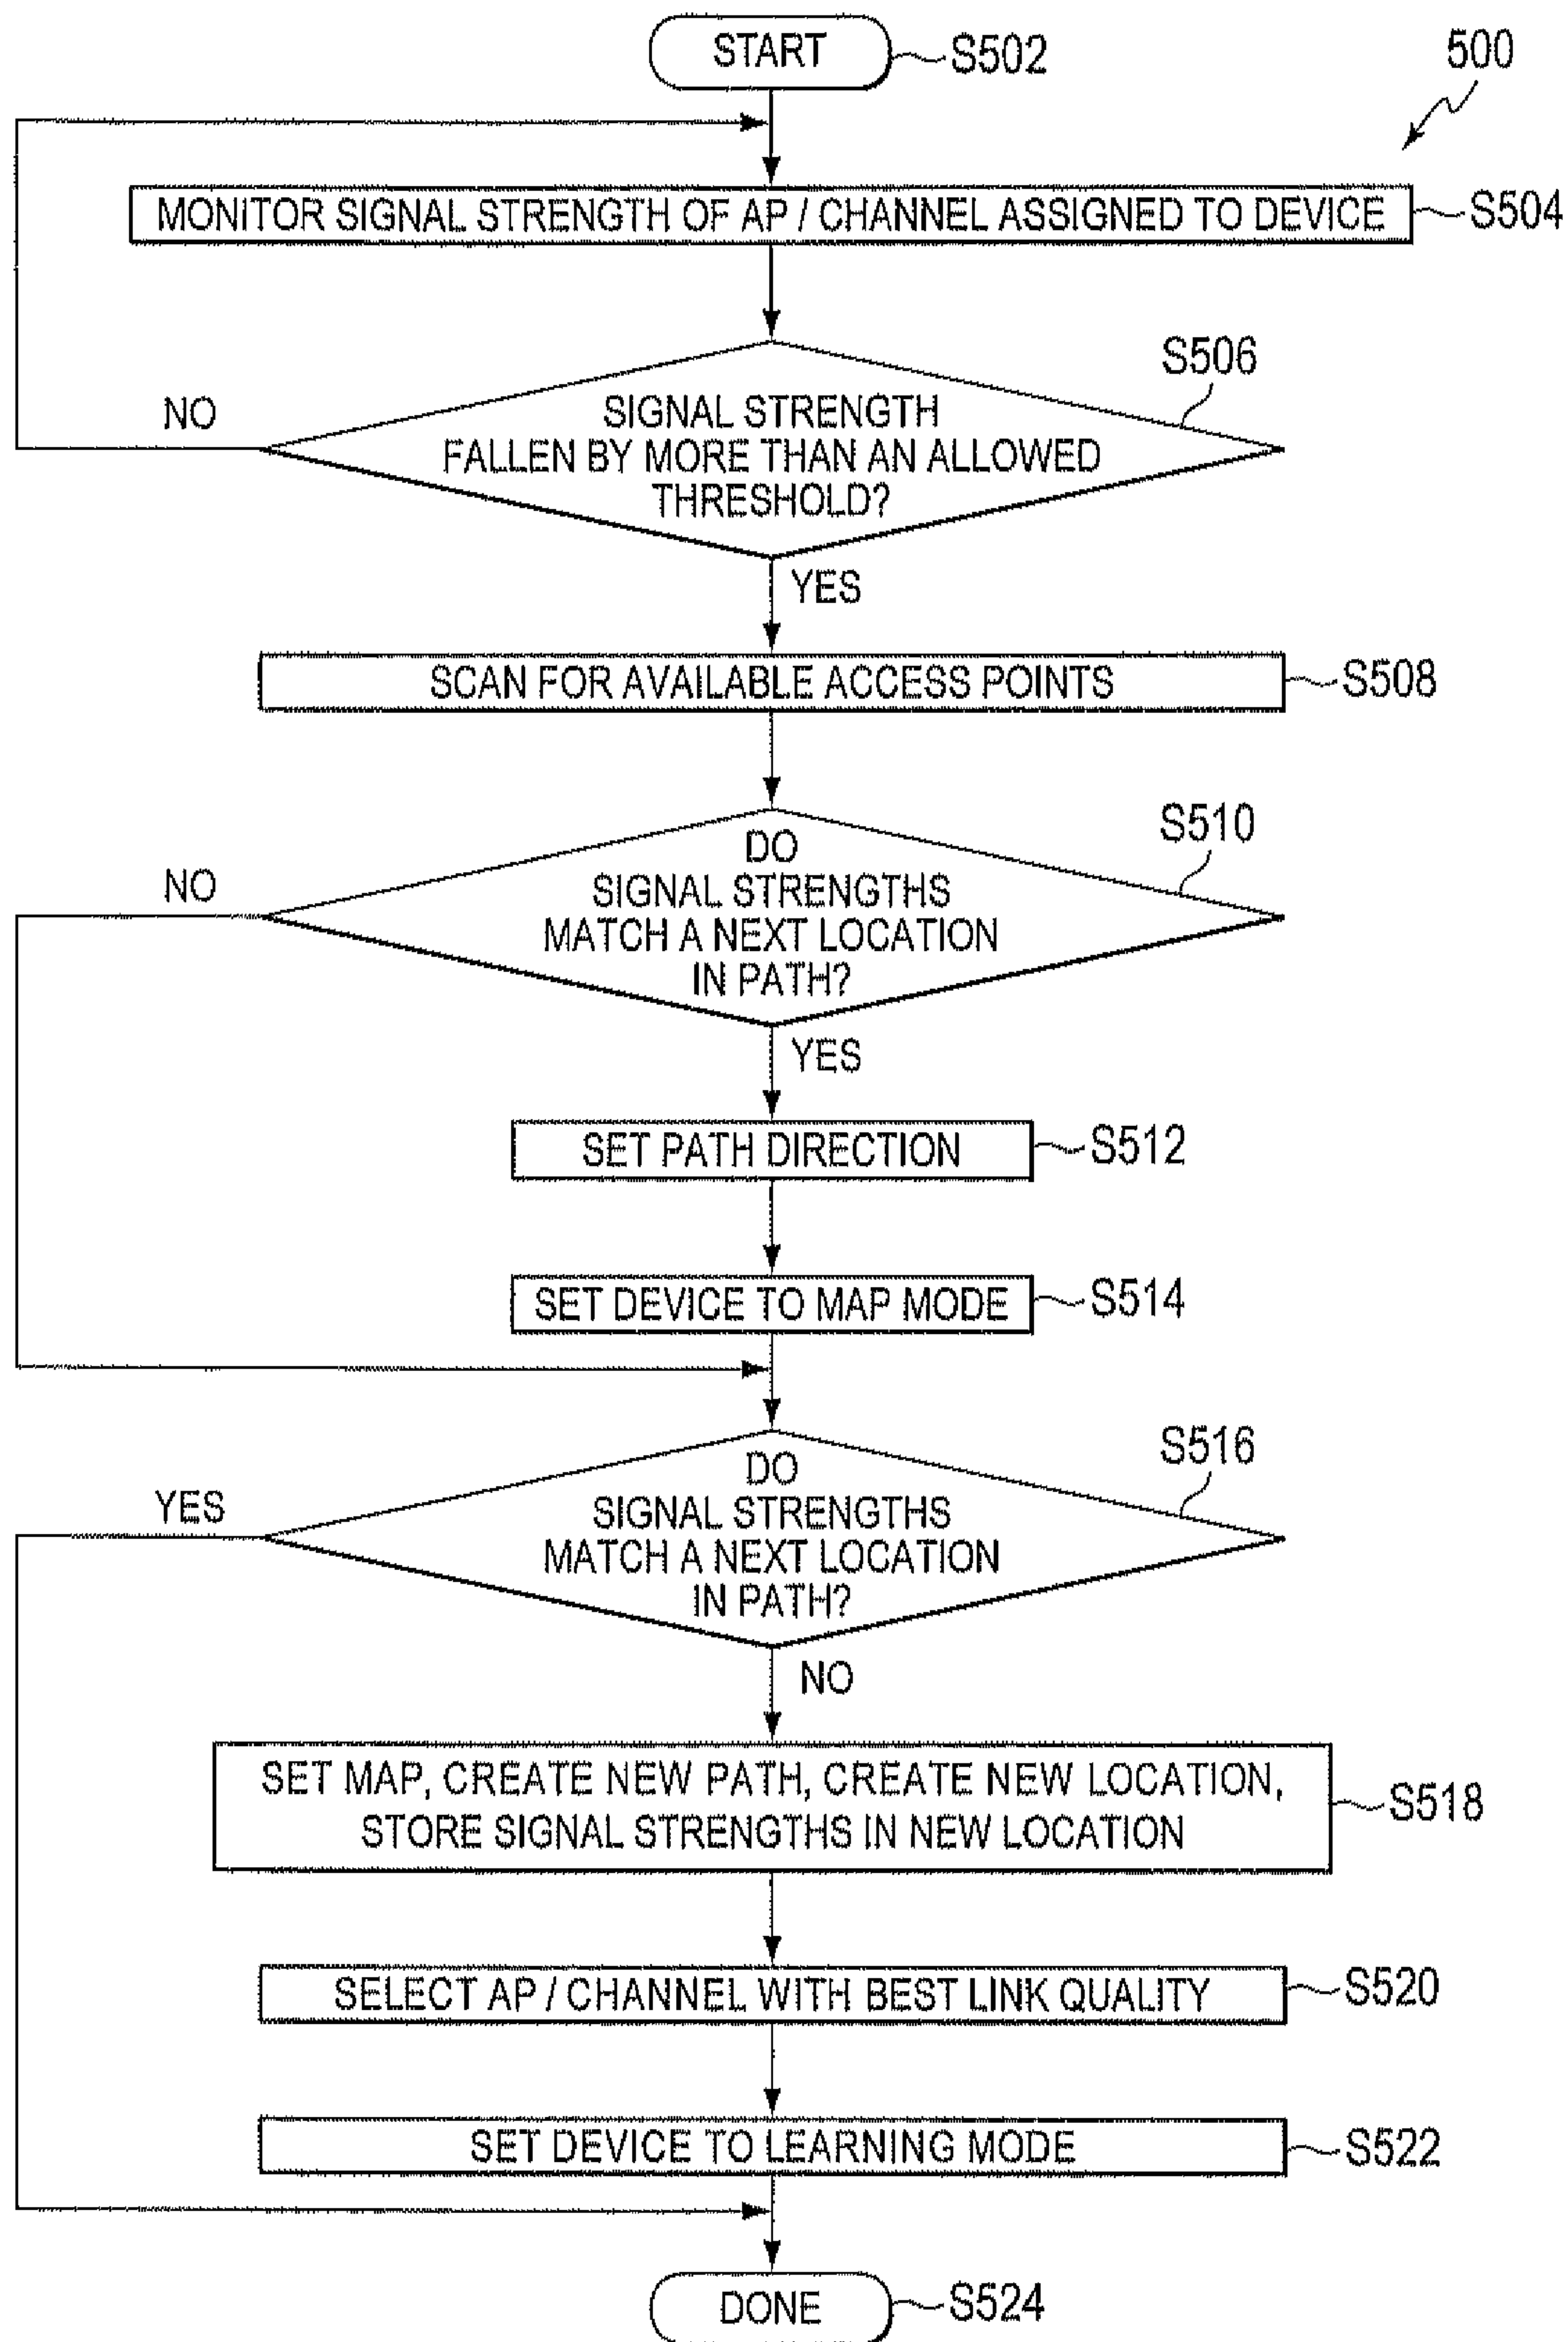 START
S502
500
MONITOR SIGNAL STRENGTH OF AP / CHANNEL ASSIGNED TO DEVICE
S504
S506
NO
SIGNAL STRENGTH
FALLEN BY MORE THAN AN ALLOWED
THRESHOLD?
YES
SCAN FOR AVAILABLE ACCESS POINTS
S508
S510
NO
DO
SIGNAL STRENGTHS
MATCH A NEXT LOCATION
IN PATH?
YES
SET PATH DIRECTION
S512
SET DEVICE TO MAP MODE
S514
S516
YES
DO
SIGNAL STRENGTHS
MATCH A NEXT LOCATION
IN PATH?
NO
SET MAP, CREATE NEW PATH, CREATE NEW LOCATION,
STORE SIGNAL STRENGTHS IN NEW LOCATION
S518
SELECT AP / CHANNEL WITH BEST LINK QUALITY
S520
SET DEVICE TO LEARNING MODE
S522
DONE
S524